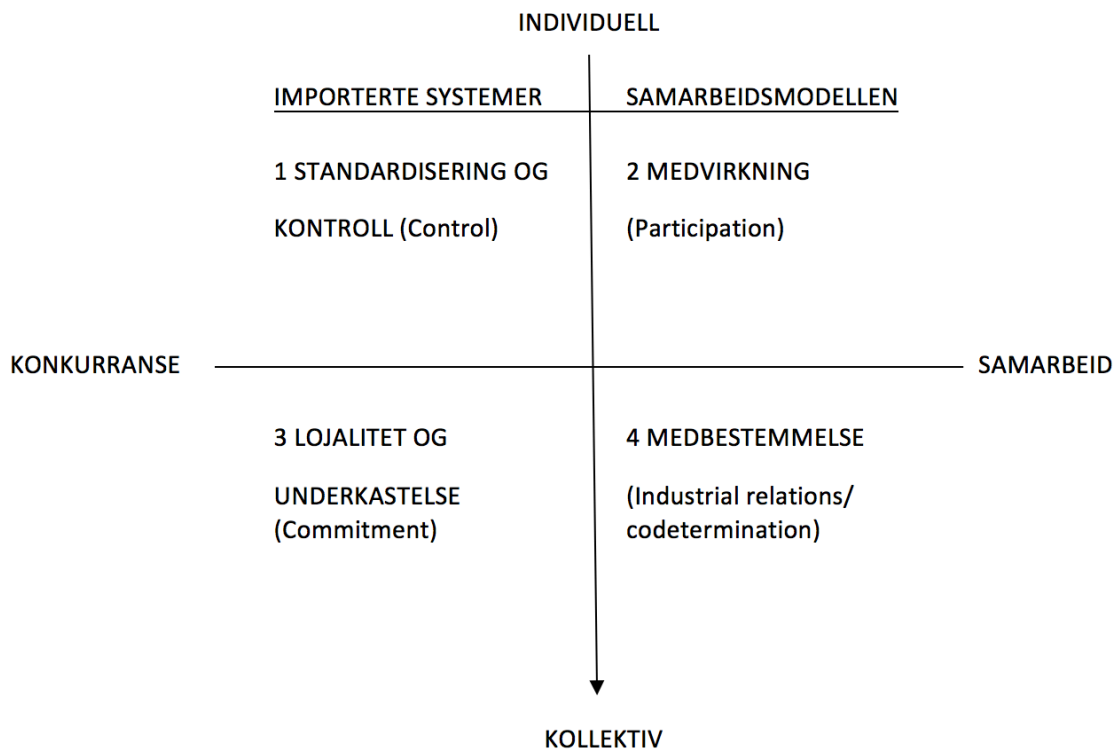 INDIVIDUELL
IMPORTERTE SYSTEMER
SAMARBEIDSMODELLEN
1 STANDARDISERING OG
KONTROLL (Control)
2 MEDVIRKNING
(Participation)
KONKURRANSE
SAMARBEID
3 LOJALITET OG
UNDERKASTELSE
(Commitment)
4 MEDBESTEMMELSE
(Industrial relations/
codetermination)
KOLLEKTIV